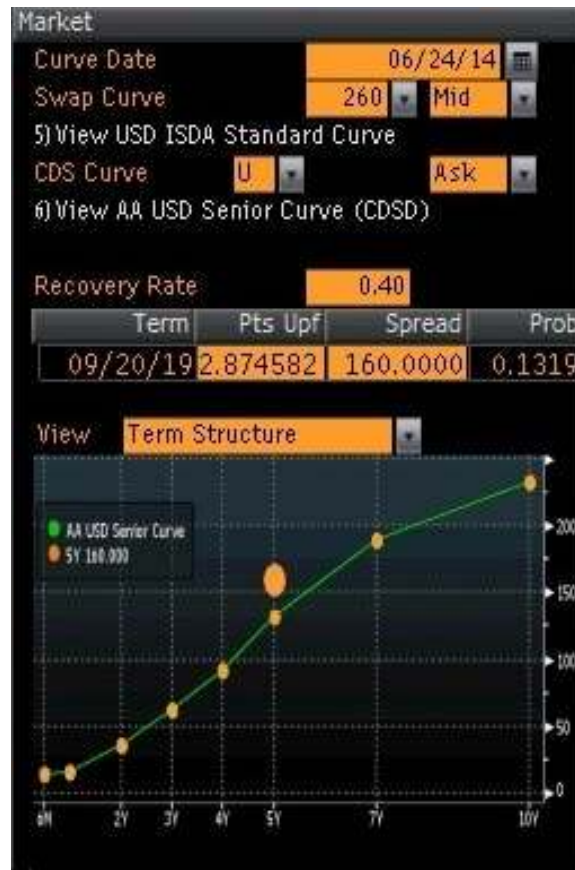 Market
Curve Date 06/24/14
Swap Curve 260 Mid
5) View USD ISDA Standard Curve
CDS Curve U Ask
6) View AA USD Senior Curve (CDSD)
Recovery Rate 0.40
Term Pts Upf Spread Prob
09/20/19 2.874582 160.0000 0.1319
View Term Structure
AA USD Senior Curve
5Y 160.000
200
150
100
50
0
6M 2Y 3Y 4Y 5Y 7Y 10Y